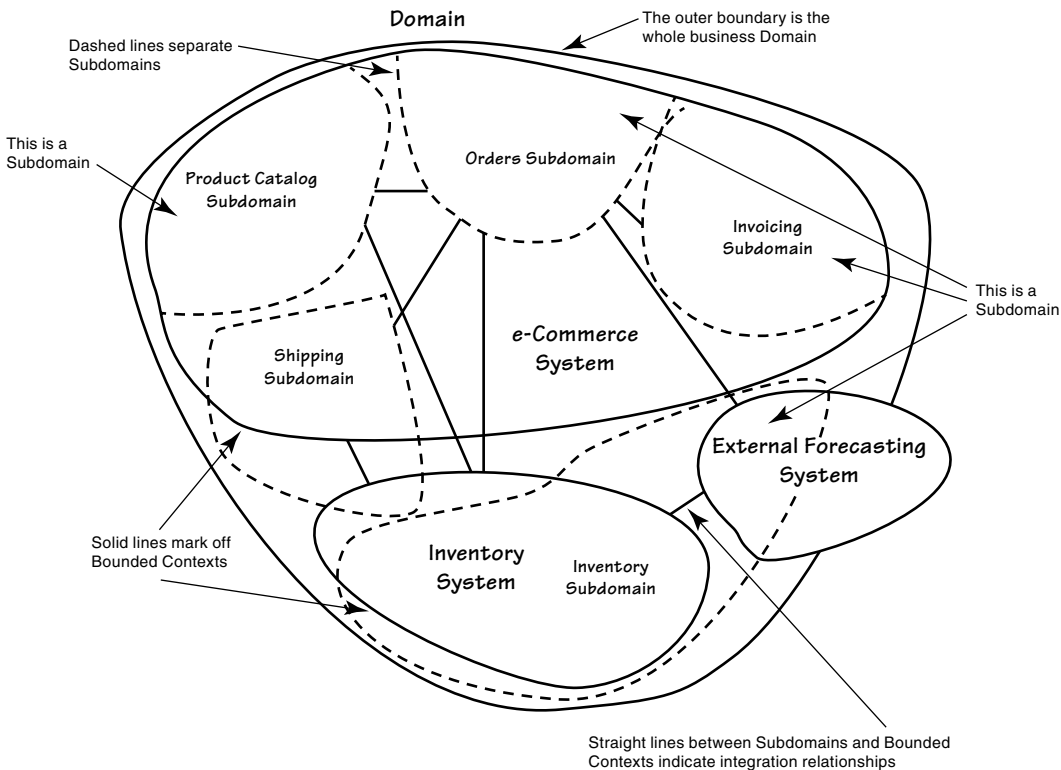 Domain
The outer boundary is the
whole business Domain
Dashed lines separate
Subdomains
This is a
Subdomain
Product Catalog
Subdomain
Orders Subdomain
Invoicing
Subdomain
This is a
Subdomain
e-Commerce
System
Shipping
Subdomain
External Forecasting
System
Solid lines mark off
Bounded Contexts
Inventory
System
Inventory
Subdomain
Straight lines between Subdomains and Bounded
Contexts indicate integration relationships